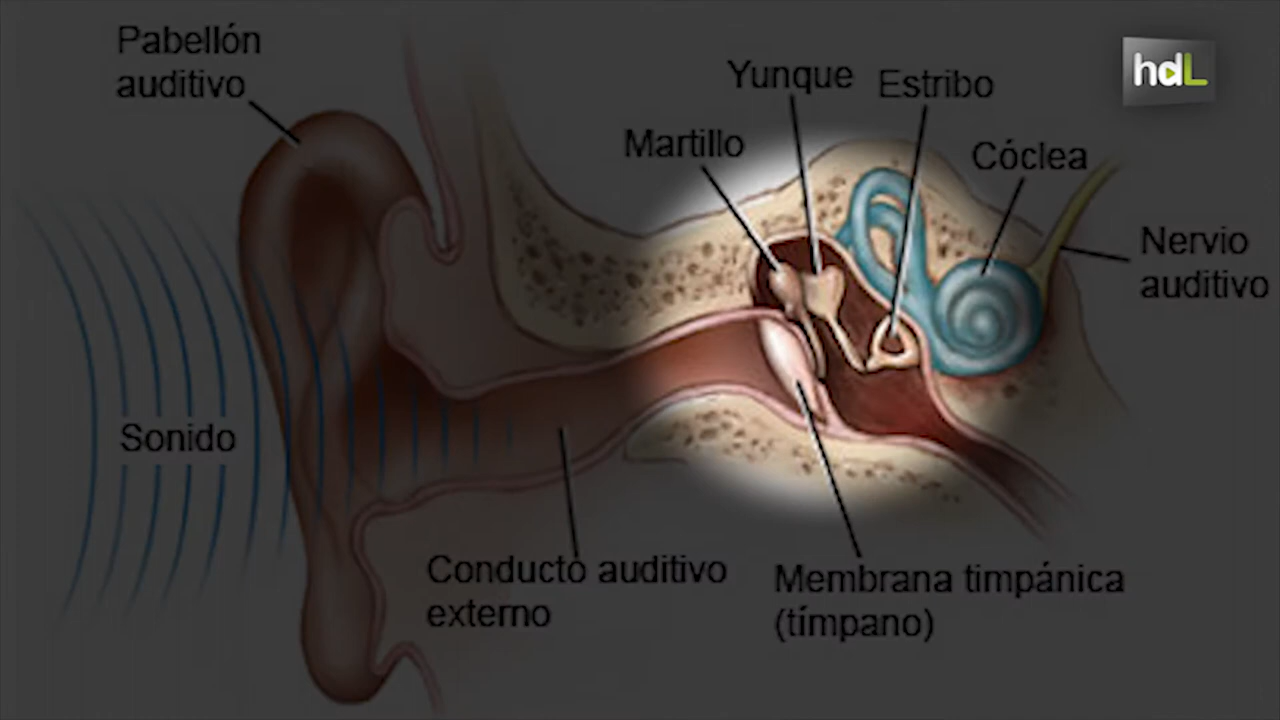 Pabellón
auditivo
hdL
Yunque
Estribo
Martillo
Cóclea
Nervio
auditivo
Sonido
Conducto auditivo
externo
Membrana timpánica
(tímpano)